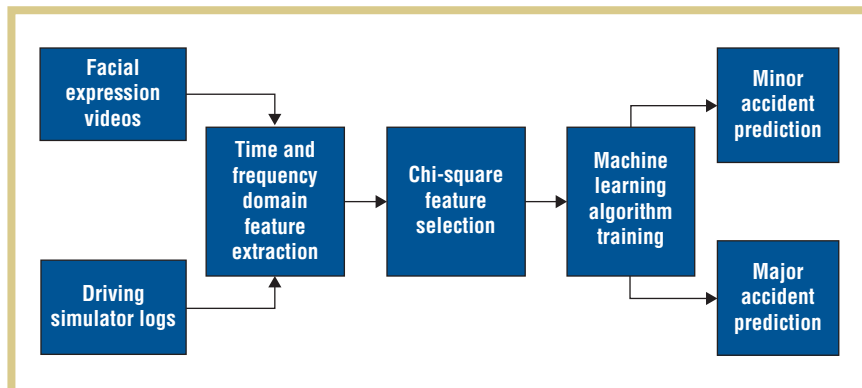 Facial
expression
videos
Driving
simulator logs
Time and
frequency
domain
feature
extraction
Chi-square
feature
selection
Machine
learning
algorithm
training
Minor
accident
prediction
Major
accident
prediction